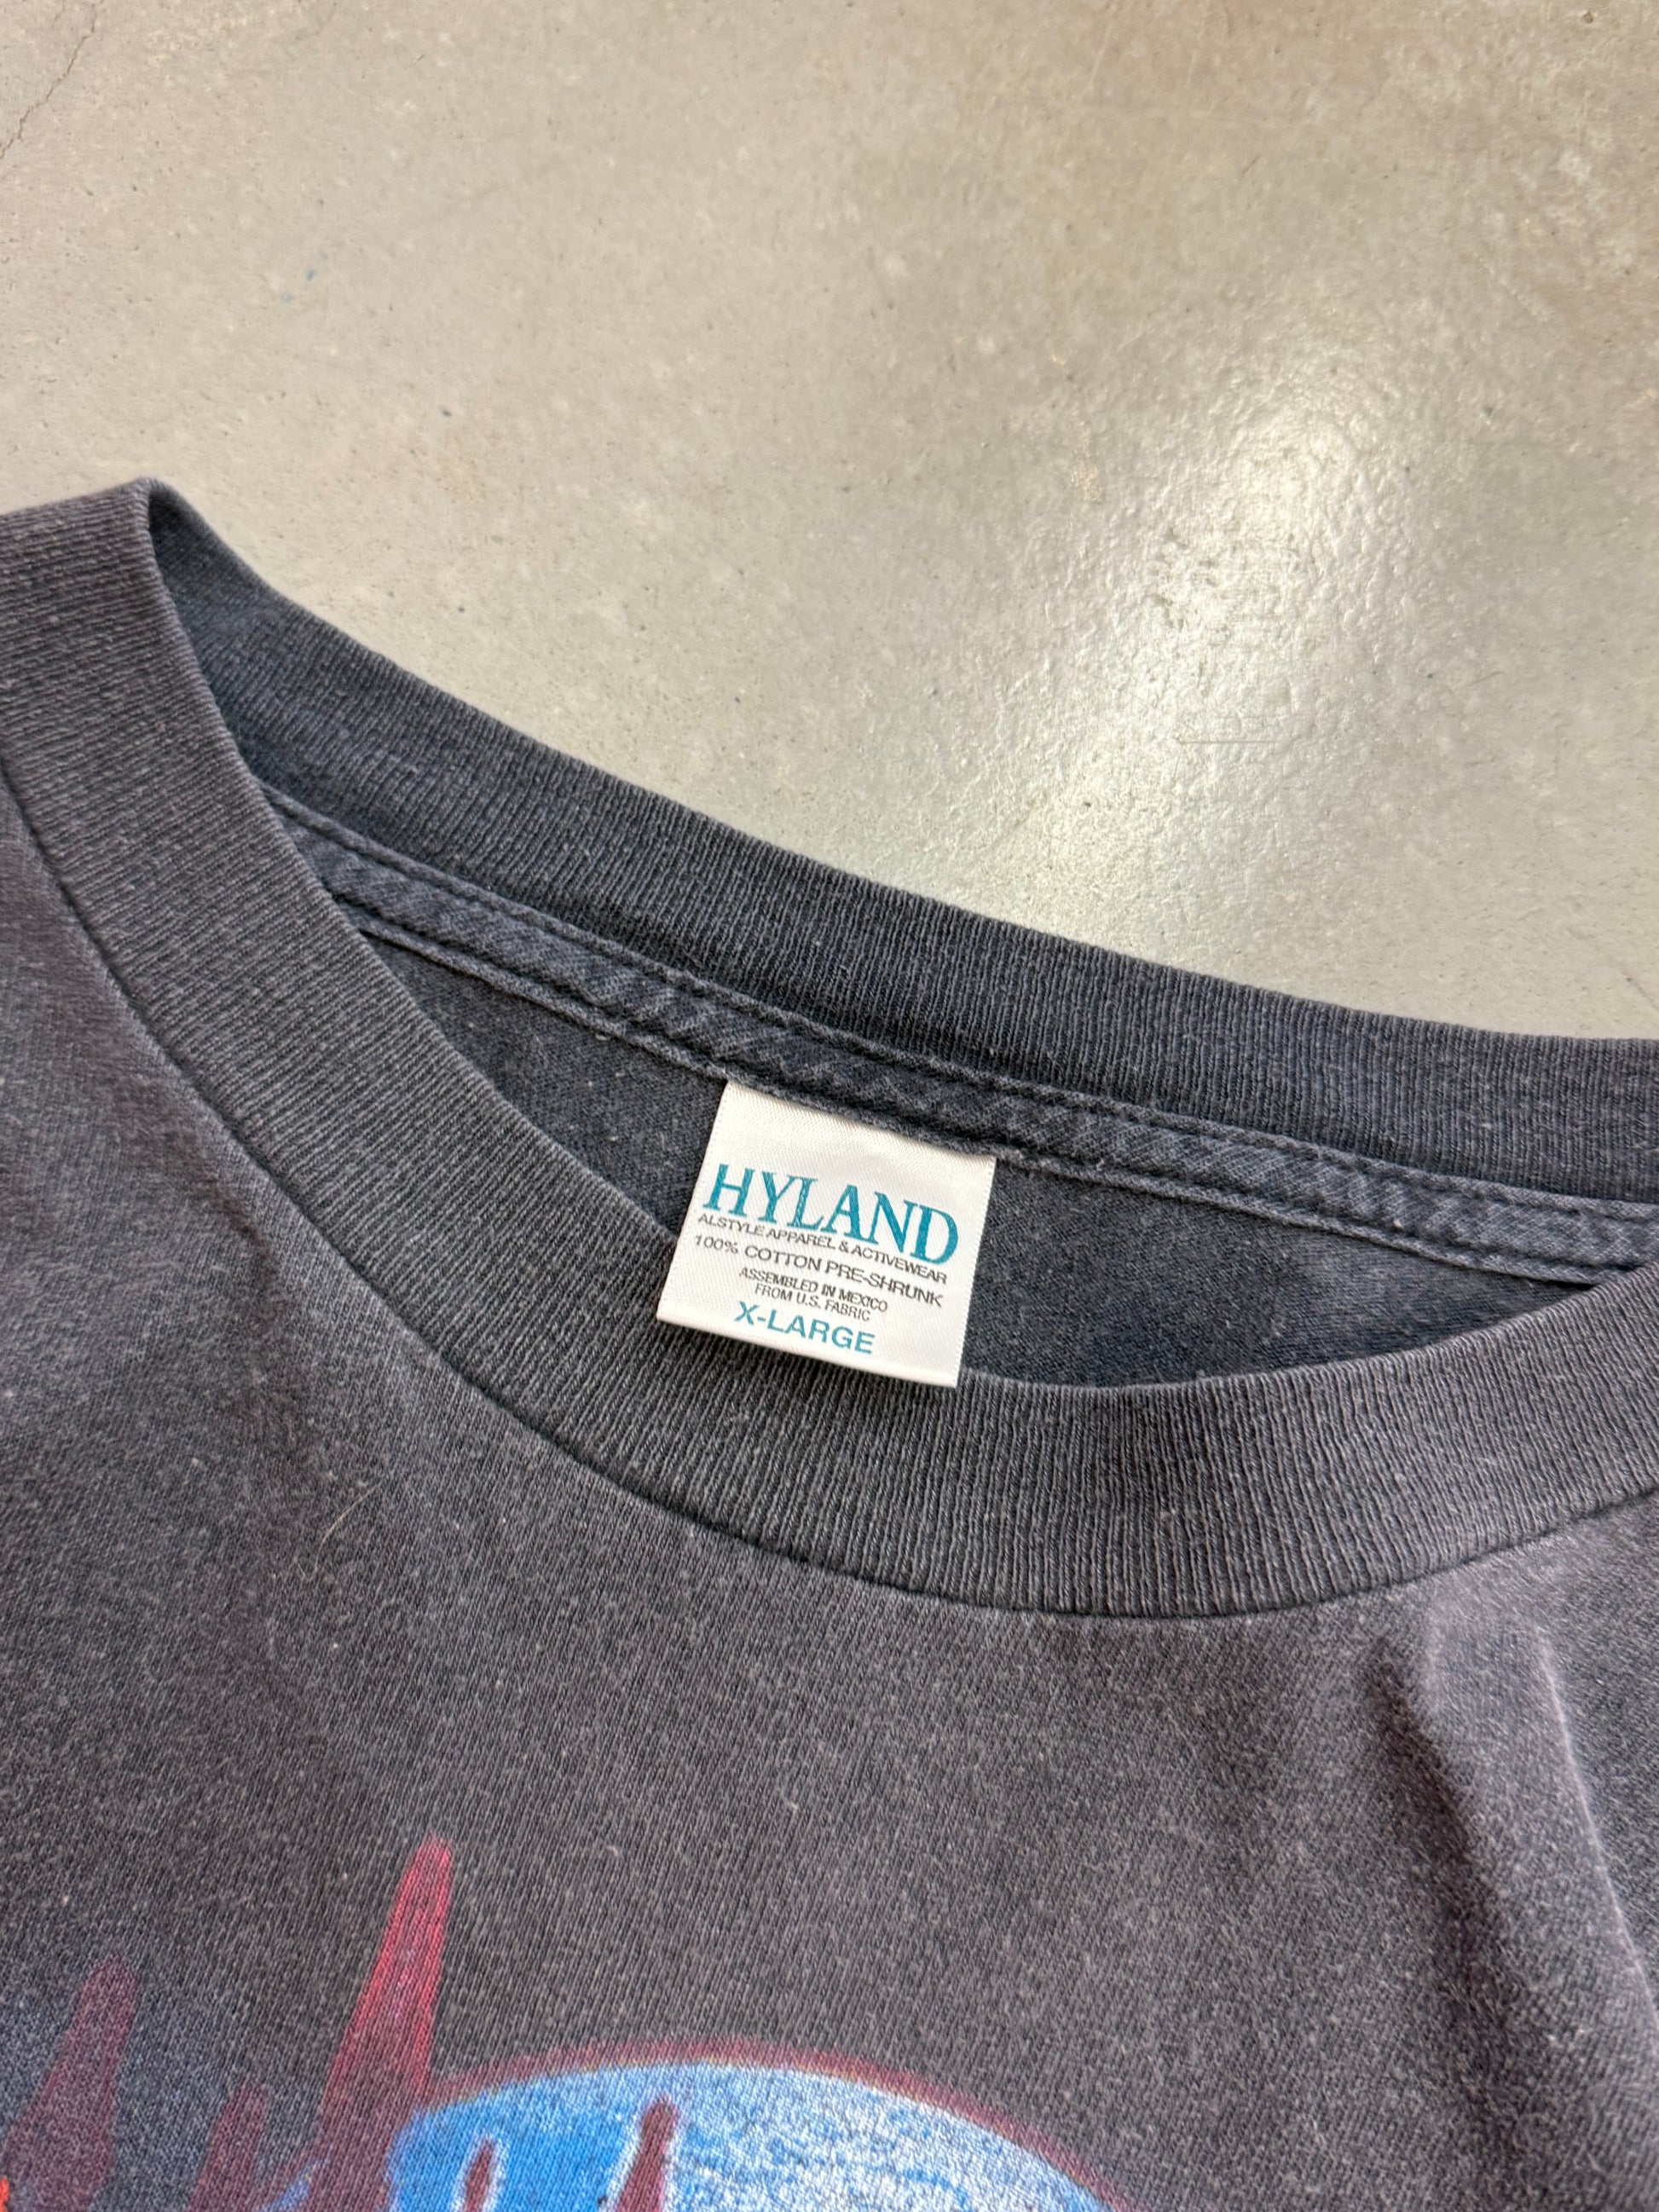 HYLAND
ALSTYLE APPAREL & ACTIVEWEAR
100% COTTON PRE-SHRUNK
ASSEMBLED IN MEXICO
FROM U.S. FABRIC
X-LARGE